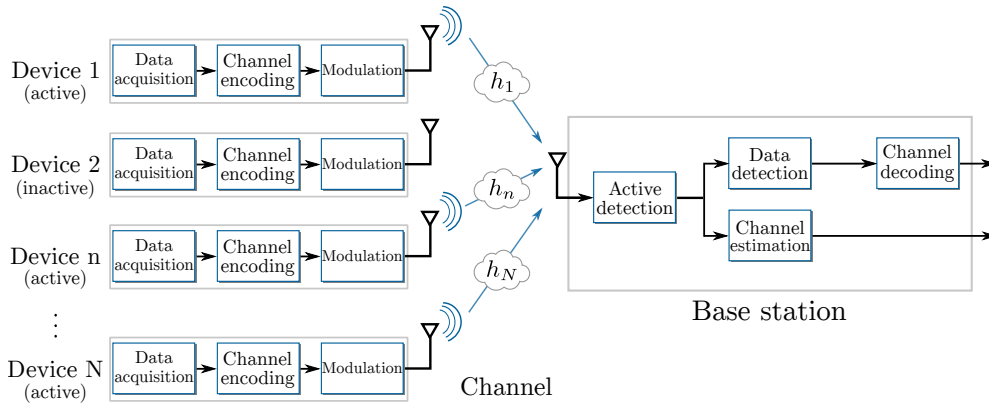 Device 1
(active)
Data
acquisition
Channel
encoding
Modulation
h₁
Device 2
(inactive)
Data
acquisition
Channel
encoding
Modulation
hₙ
Device n
(active)
Data
acquisition
Channel
encoding
Modulation
h_N
⋮
Device N
(active)
Data
acquisition
Channel
encoding
Modulation
Channel
Active
detection
Data
detection
Channel
decoding
Channel
estimation
Base station